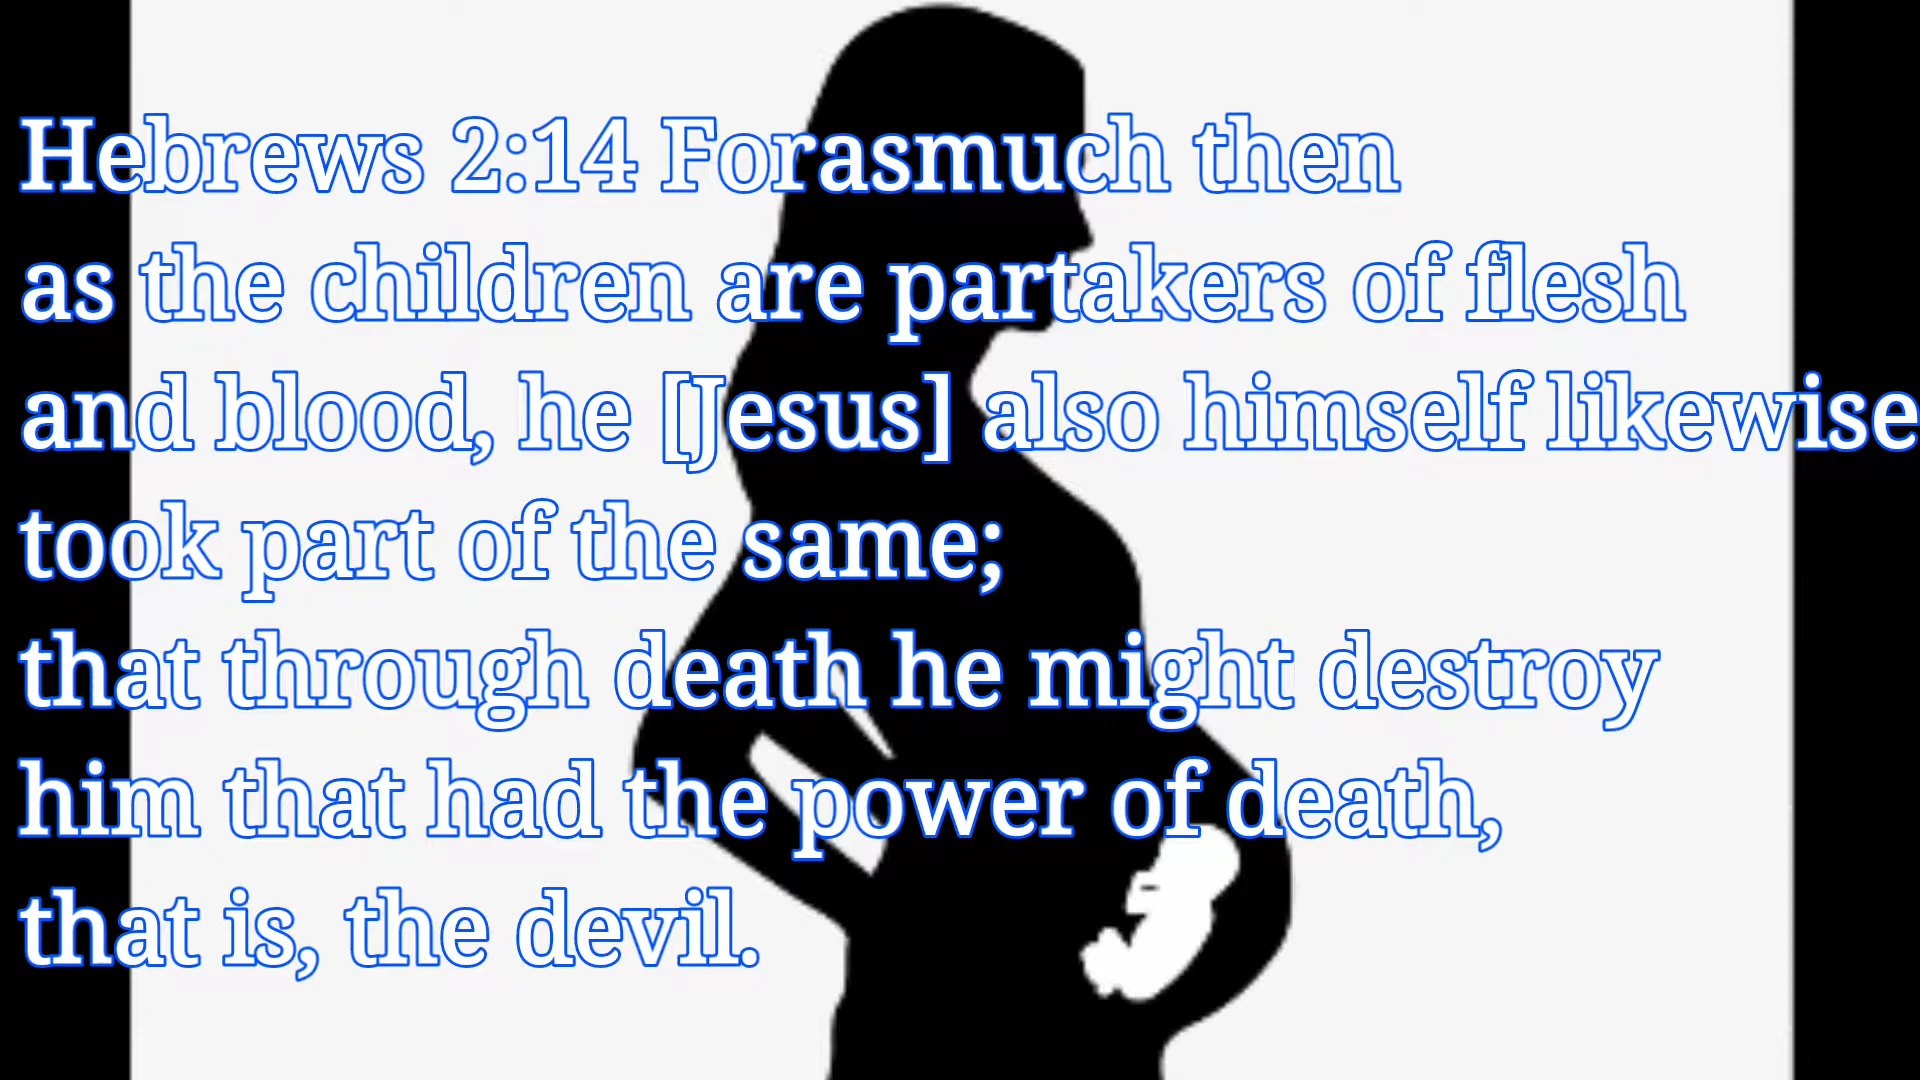 Hebrews 2:14 Forasmuch then
as the children are partakers of flesh
and blood, he [Jesus] also himself likewise
took part of the same;
that through death he might destroy
him that had the power of death,
that is, the devil.